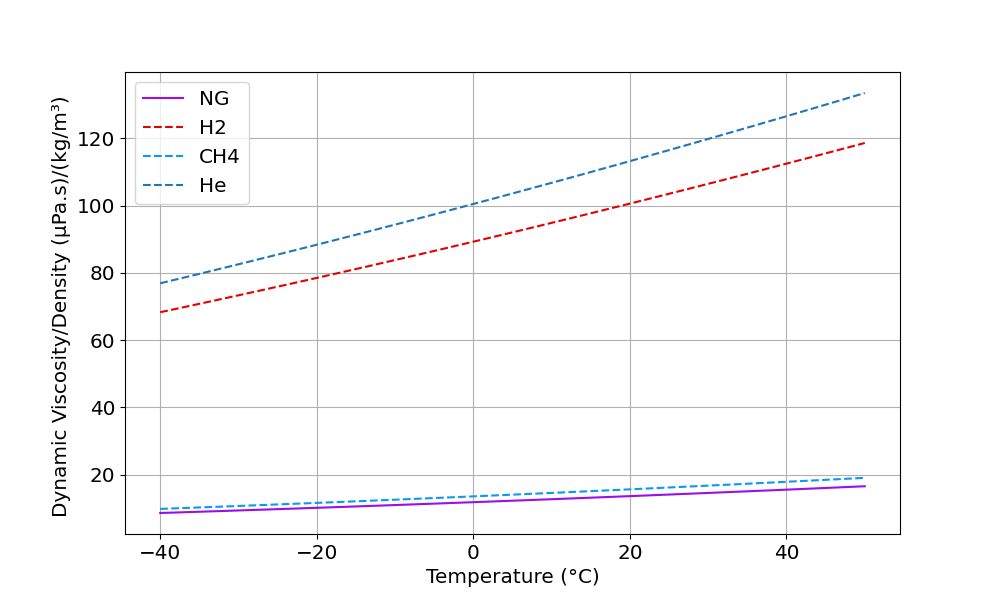 NG
H2
CH4
He
Dynamic Viscosity/Density (µPa.s)/(kg/m³)
120
100
80
60
40
20
−40
−20
0
20
40
Temperature (°C)